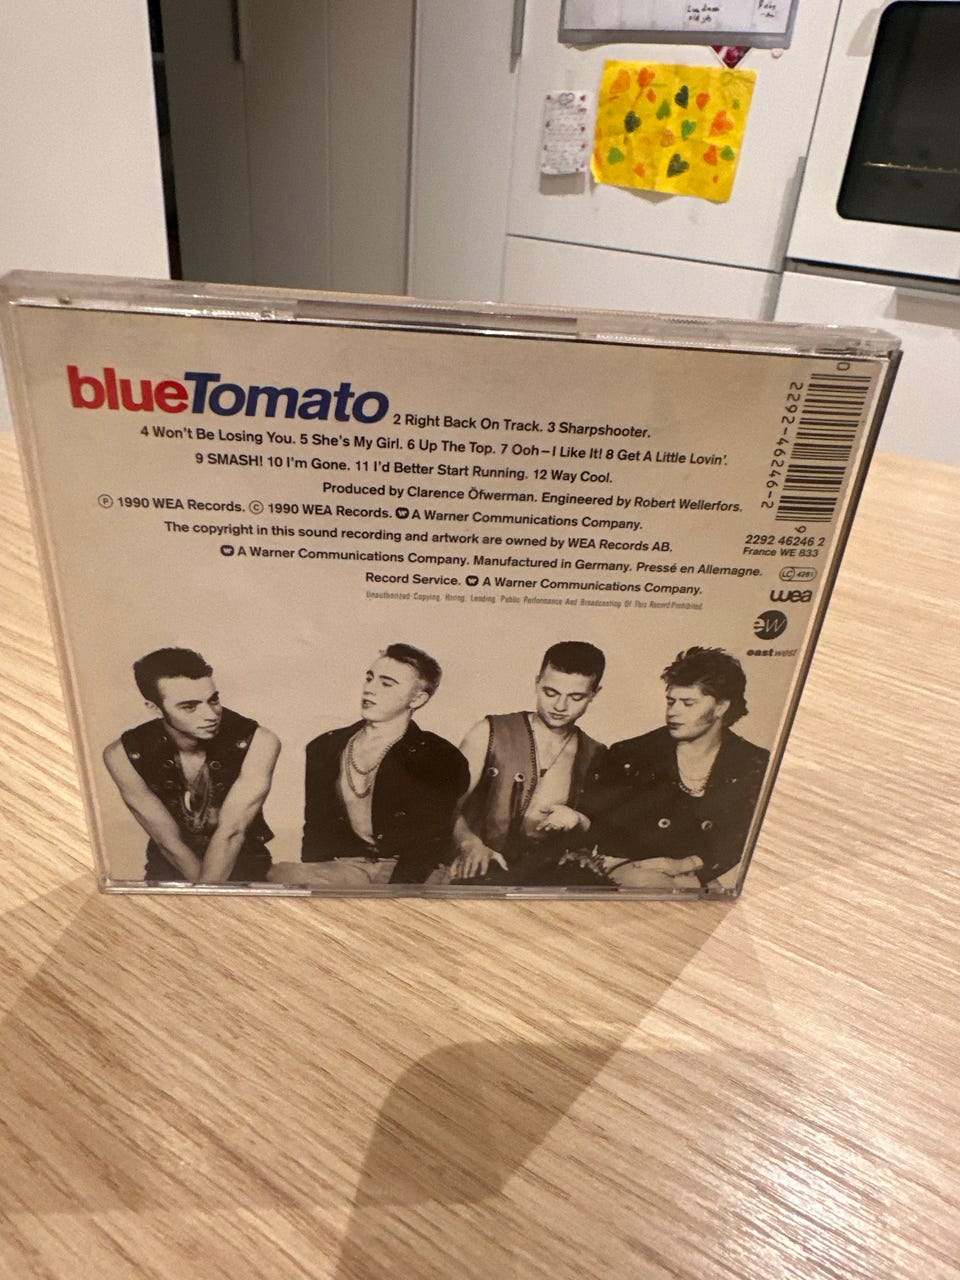 blueTomato 2 Right Back On Track. 3 Sharpshooter.
4 Won't Be Losing You. 5 She's My Girl. 6 Up The Top. 7 Ooh–I Like It! 8 Get A Little Lovin'.
9 SMASH! 10 I'm Gone. 11 I'd Better Start Running. 12 Way Cool.
Produced by Clarence Öfwerman. Engineered by Robert Wellerfors.
℗ 1990 WEA Records. © 1990 WEA Records. A Warner Communications Company.
The copyright in this sound recording and artwork are owned by WEA Records AB.
A Warner Communications Company. Manufactured in Germany. Pressé en Allemagne.
Record Service. A Warner Communications Company.
Unauthorized Copying, Hiring, Lending, Public Performance And Broadcasting Of This Record Prohibited.
0
2292-46246-2
9
2292 46246 2
France WE 833
LC 4281
wea
ew
eastwest